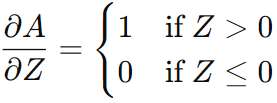 ∂A/∂Z = { 1 if Z > 0
0 if Z ≤ 0